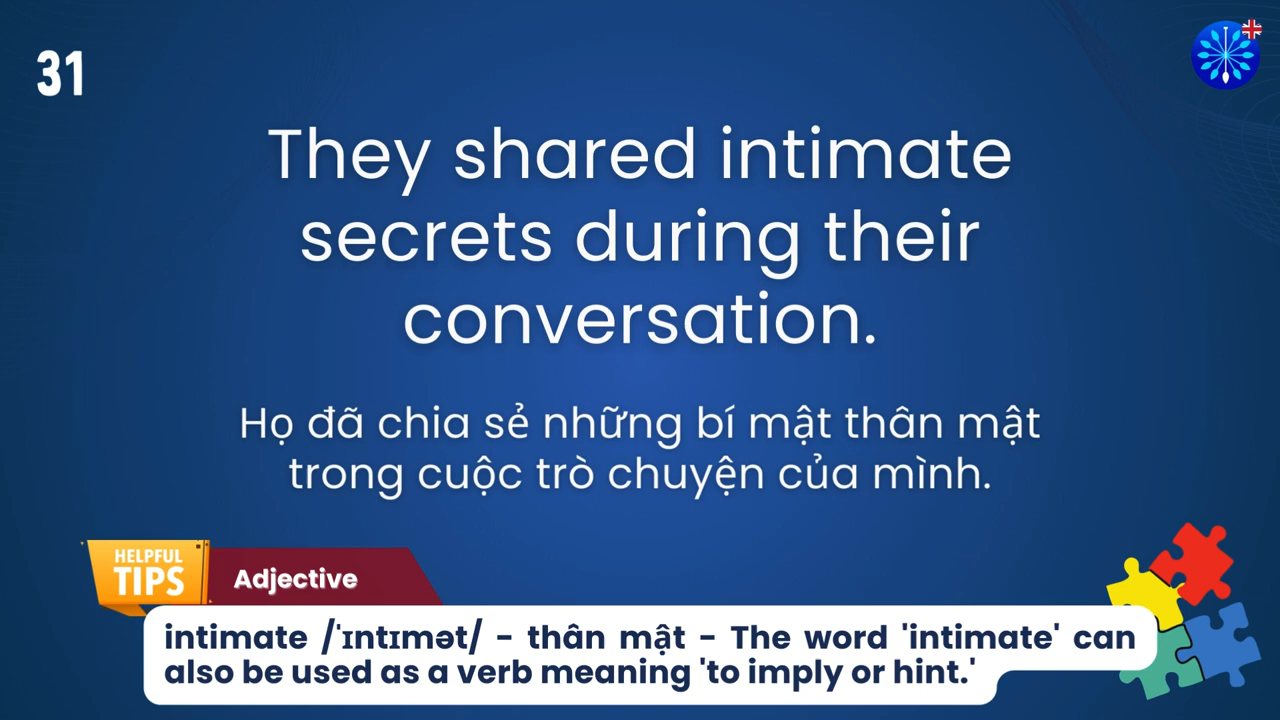 31
They shared intimate
secrets during their
conversation.
Họ đã chia sẻ những bí mật thân mật
trong cuộc trò chuyện của mình.
HELPFUL
TIPS
Adjective
intimate /ˈɪntɪmət/ - thân mật - The word 'intimate' can
also be used as a verb meaning 'to imply or hint.'